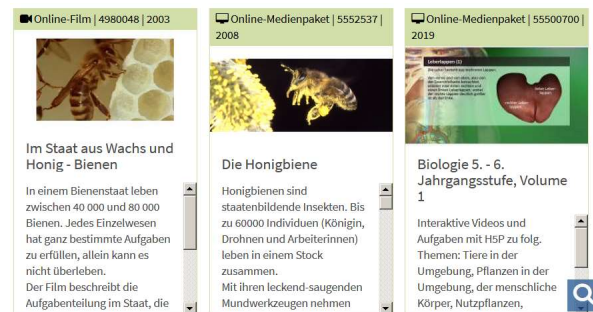 Online-Film | 4980048 | 2003
Im Staat aus Wachs und
Honig - Bienen
In einem Bienenstaat leben
zwischen 40 000 und 80 000
Bienen. Jedes Einzelwesen
hat ganz bestimmte Aufgaben
zu erfüllen, allein kann es
nicht überleben.
Der Film beschreibt die
Aufgabenteilung im Staat, die
Online-Medienpaket | 5552537 |
2008
Die Honigbiene
Honigbienen sind
staatenbildende Insekten. Bis
zu 60000 Individuen (Königin,
Drohnen und Arbeiterinnen)
leben in einem Stock
zusammen.
Mit ihren leckend-saugenden
Mundwerkzeugen nehmen
Online-Medienpaket | 55500700 |
2019
Leberlappen (1)
Biologie 5. - 6.
Jahrgangsstufe, Volume
1
Interaktive Videos und
Aufgaben mit H5P zu folg.
Themen: Tiere in der
Umgebung, Pflanzen in der
Umgebung, der menschliche
Körper, Nutzpflanzen,